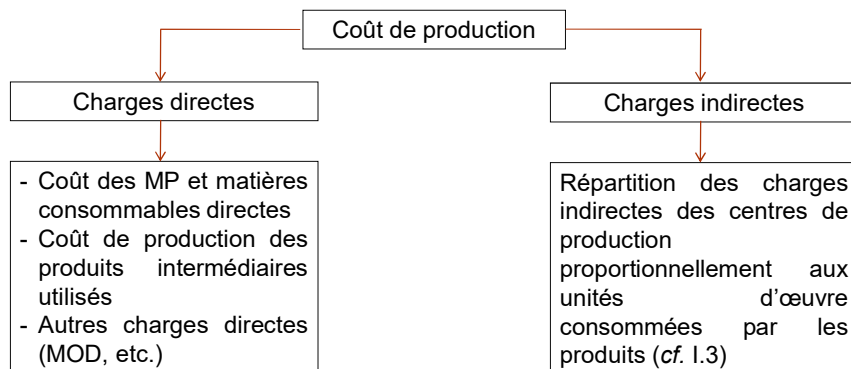 Coût de production
Charges directes
Charges indirectes
- Coût des MP et matières
consommables directes
- Coût de production des
produits intermédiaires
utilisés
- Autres charges directes
(MOD, etc.)
Répartition des charges
indirectes des centres de
production
proportionnellement aux
unités d’œuvre
consommées par les
produits (cf. I.3)